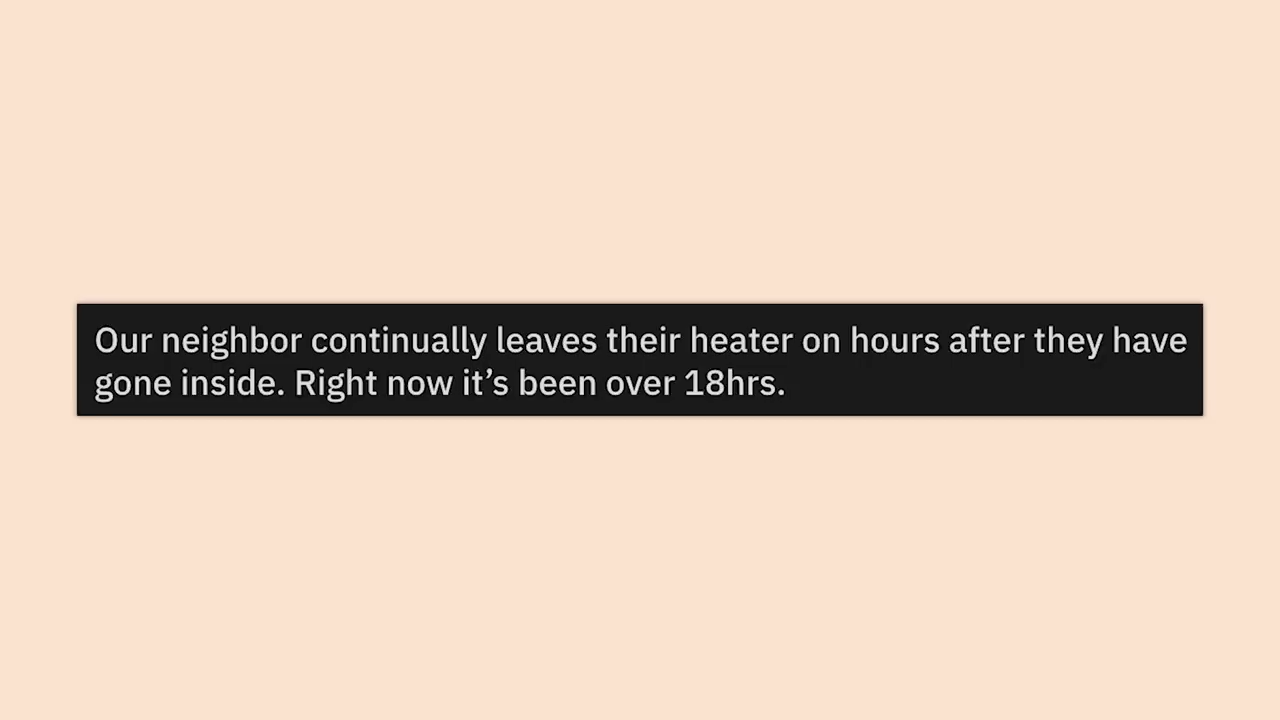 Our neighbor continually leaves their heater on hours after they have
gone inside. Right now it’s been over 18hrs.